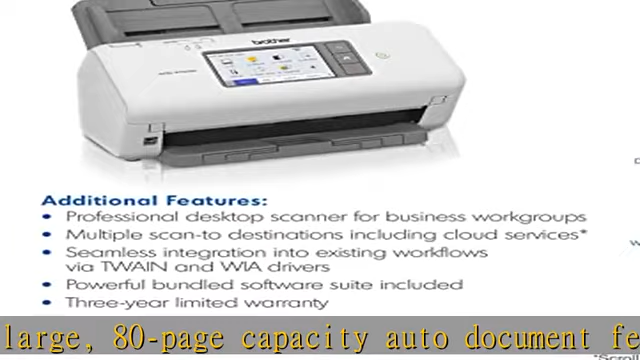 brother
Additional Features:
• Professional desktop scanner for business workgroups
• Multiple scan-to destinations including cloud services*
• Seamless integration into existing workflows
via TWAIN and WIA drivers
• Powerful bundled software suite included
• Three-year limited warranty
large, 80-page capacity auto document fe